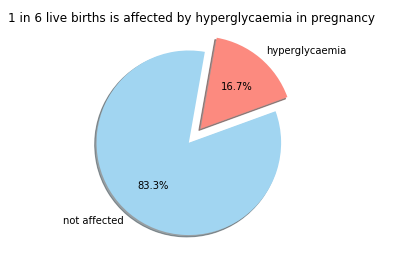 1 in 6 live births is affected by hyperglycaemia in pregnancy
hyperglycaemia
16.7%
83.3%
not affected